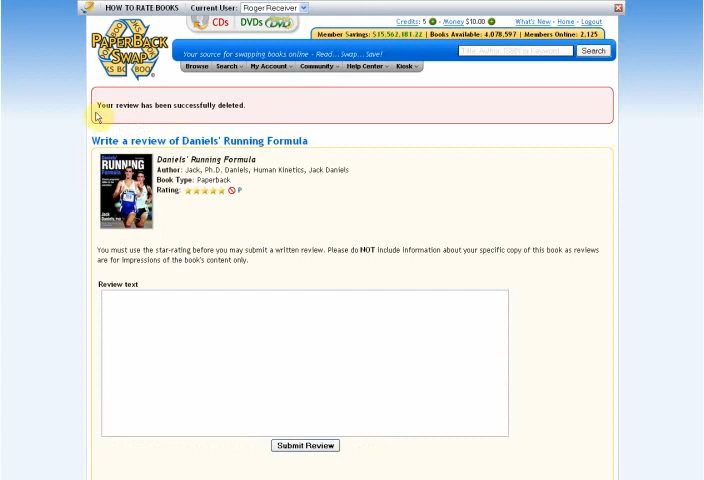 HOW TO RATE BOOKS Current User: Roger Receiver
CDs DVDs
Credits: 5 - Money $10.00 What's New - Home - Logout
Member Savings: $15,562,181.22 | Books Available: 4,078,597 | Members Online: 2,125
PAPERBACK
SWAP
Your source for swapping books online - Read...Swap...Save!
Title, Author, ISBN or Keyword Search
Browse Search My Account Community Help Center Kiosk
Your review has been successfully deleted.
Write a review of Daniels' Running Formula
RUNNING
Formula
Daniels' Running Formula
Author: Jack, Ph.D. Daniels, Human Kinetics, Jack Daniels
Book Type: Paperback
Rating: P
You must use the star-rating before you may submit a written review. Please do NOT include information about your specific copy of this book as reviews
are for impressions of the book's content only.
Review text
Submit Review